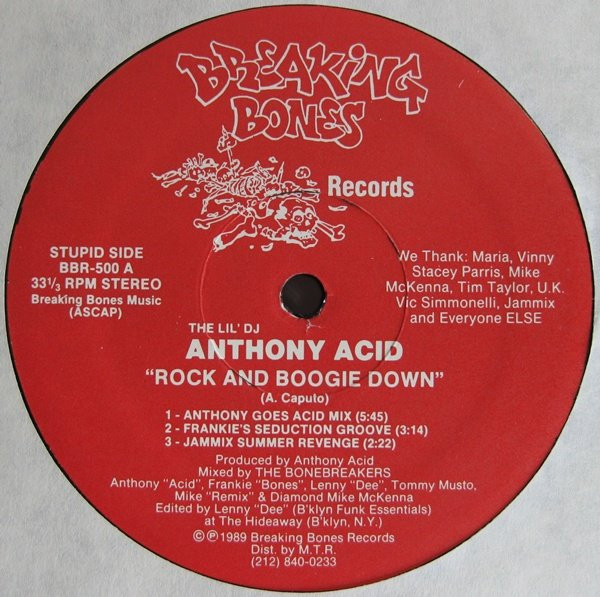 BREAKING
BONES
Records
STUPID SIDE
BBR-500 A
33 1/3 RPM STEREO
Breaking Bones Music
(ASCAP)
We Thank: Maria, Vinny
Stacey Parris, Mike
McKenna, Tim Taylor, U.K.
Vic Simmonelli, Jammix
and Everyone ELSE
THE LIL' DJ
ANTHONY ACID
"ROCK AND BOOGIE DOWN"
(A. Capulo)
1 - ANTHONY GOES ACID MIX (5:45)
2 - FRANKIE'S SEDUCTION GROOVE (3:14)
3 - JAMMIX SUMMER REVENGE (2:22)
Produced by Anthony Acid
Mixed by THE BONEBREAKERS
Anthony "Acid", Frankie "Bones", Lenny "Dee", Tommy Musto,
Mike "Remix" & Diamond Mike McKenna
Edited by Lenny "Dee" (B'klyn Funk Essentials)
at The Hideaway (B'klyn, N.Y.)
© ℗ 1989 Breaking Bones Records
Dist. by M.T.R.
(212) 840-0233